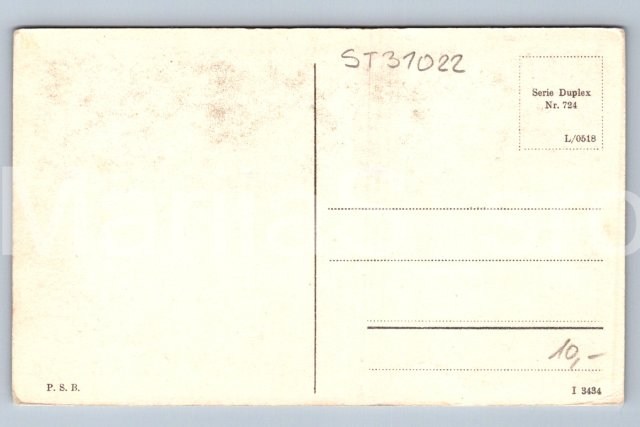 ST31022
Serie Duplex
Nr. 724
L/0518
10,-
P. S. B.
I 3434